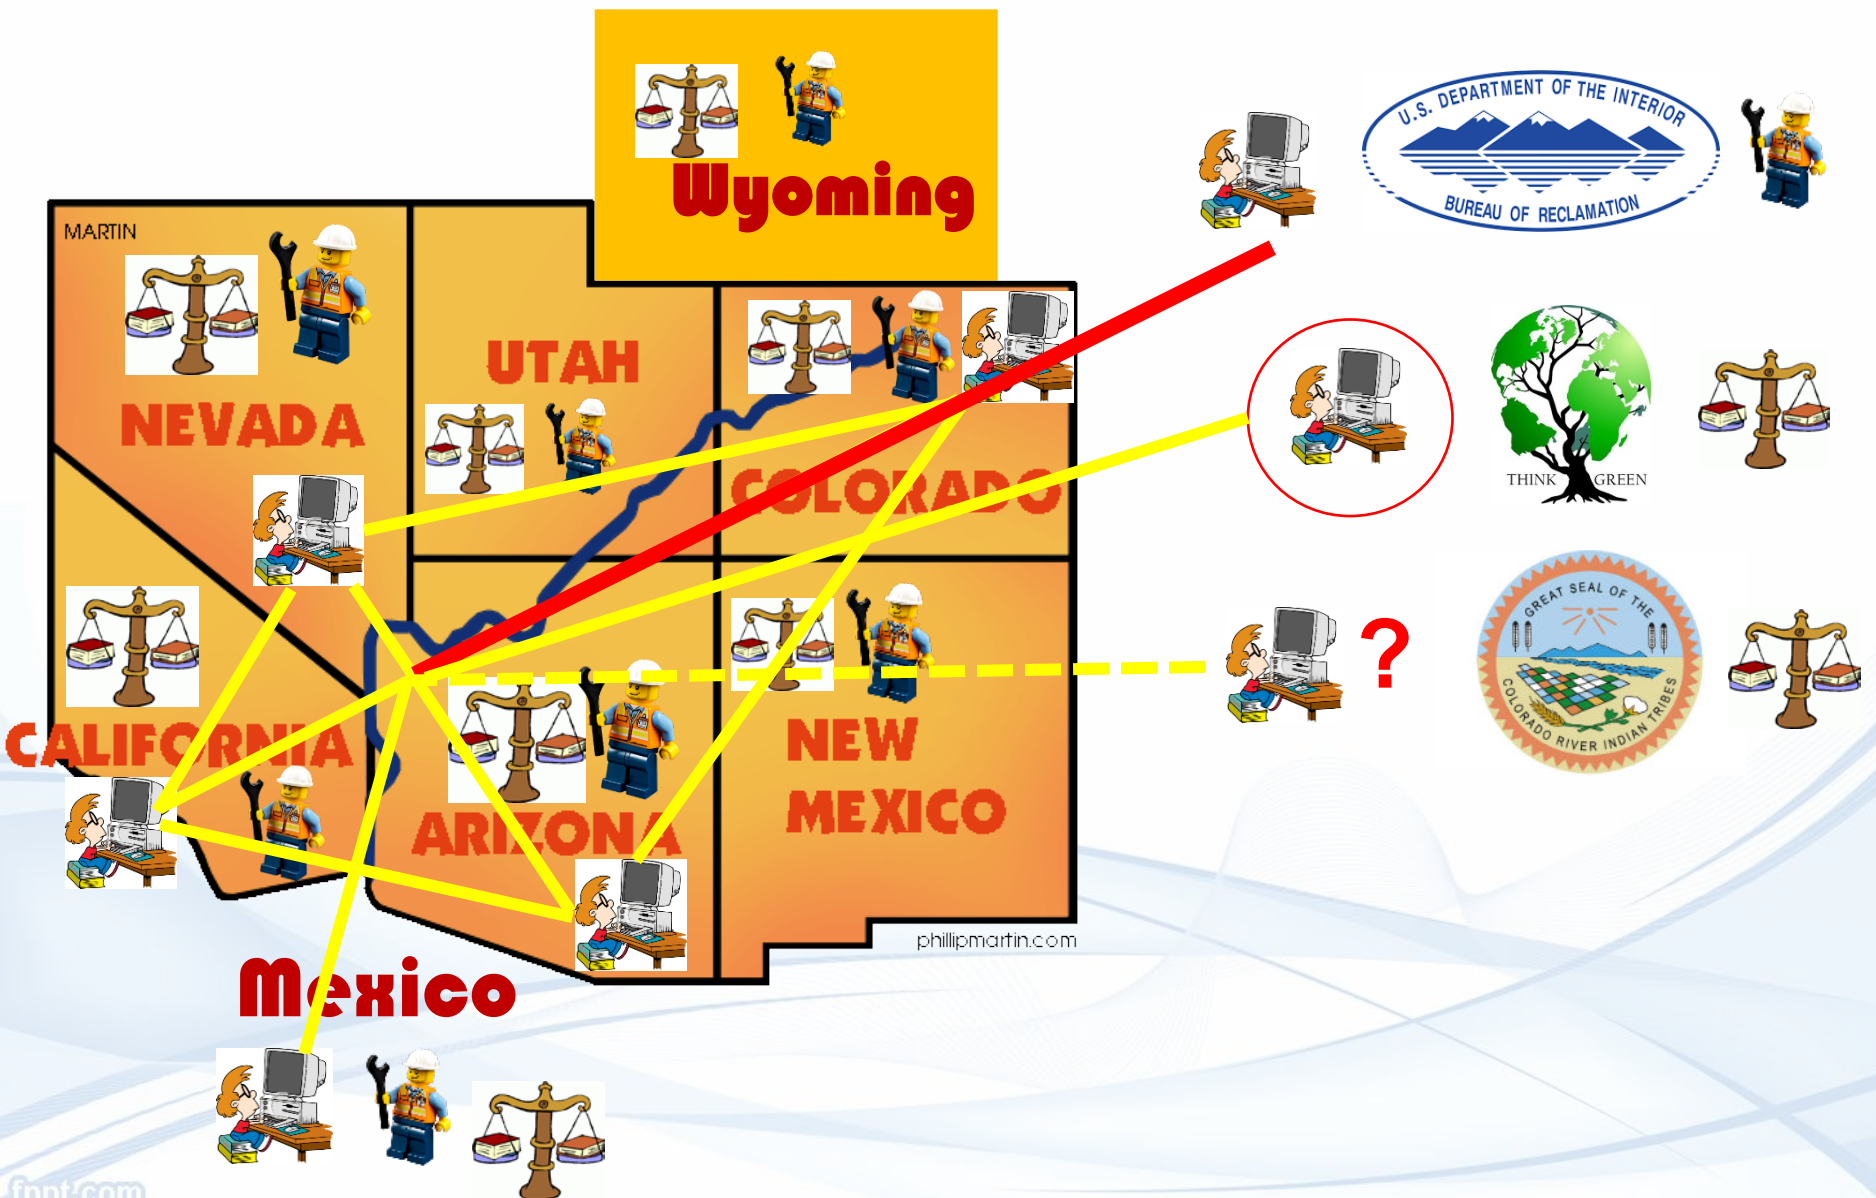 Wyoming
U.S. DEPARTMENT OF THE INTERIOR
BUREAU OF RECLAMATION
MARTIN
UTAH
NEVADA
COLORADO
THINK GREEN
GREAT SEAL OF THE
COLORADO RIVER INDIAN TRIBES
?
CALIFORNIA
NEW
MEXICO
ARIZONA
phillipmartin.com
Mexico
fppt.com